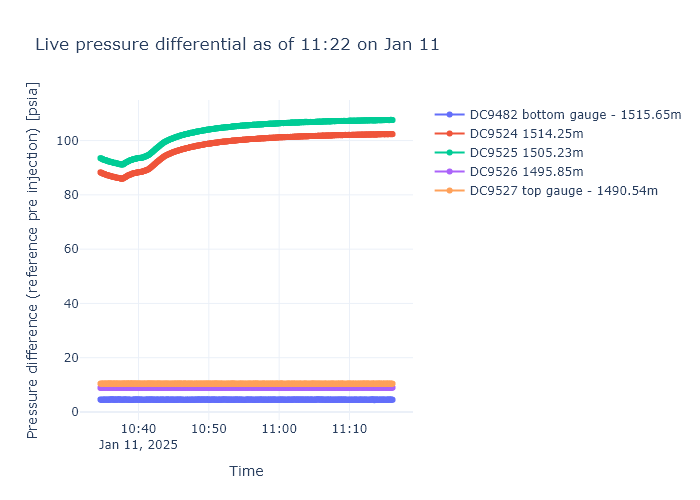 Live pressure differential as of 11:22 on Jan 11
Pressure difference (reference pre injection) [psia]
100
80
60
40
20
0
10:40
10:50
11:00
11:10
Jan 11, 2025
Time
DC9482 bottom gauge - 1515.65m
DC9524 1514.25m
DC9525 1505.23m
DC9526 1495.85m
DC9527 top gauge - 1490.54m